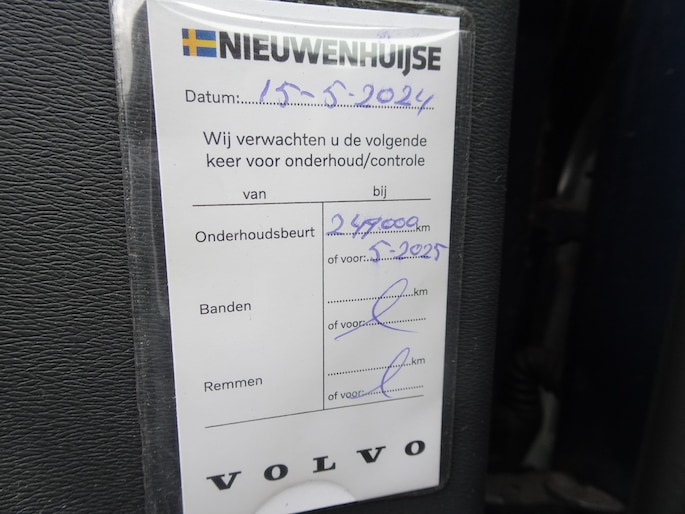 NIEUWENHUIJSE
Datum: 15-5-2024
Wij verwachten u de volgende
keer voor onderhoud/controle
van bij
Onderhoudsbeurt 247000 km
of voor: 5-2025
Banden km
of voor:
Remmen km
of voor:
VOLVO